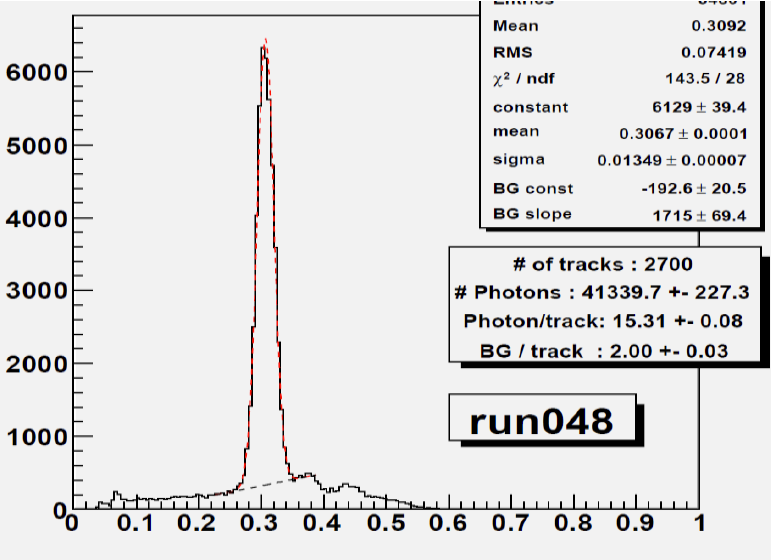 Mean 0.3092
RMS 0.07419
χ² / ndf 143.5 / 28
constant 6129 ± 39.4
mean 0.3067 ± 0.0001
sigma 0.01349 ± 0.00007
BG const -192.6 ± 20.5
BG slope 1715 ± 69.4
# of tracks : 2700
# Photons : 41339.7 +- 227.3
Photon/track: 15.31 +- 0.08
BG / track : 2.00 +- 0.03
run048
6000
5000
4000
3000
2000
1000
0
0 0.1 0.2 0.3 0.4 0.5 0.6 0.7 0.8 0.9 1